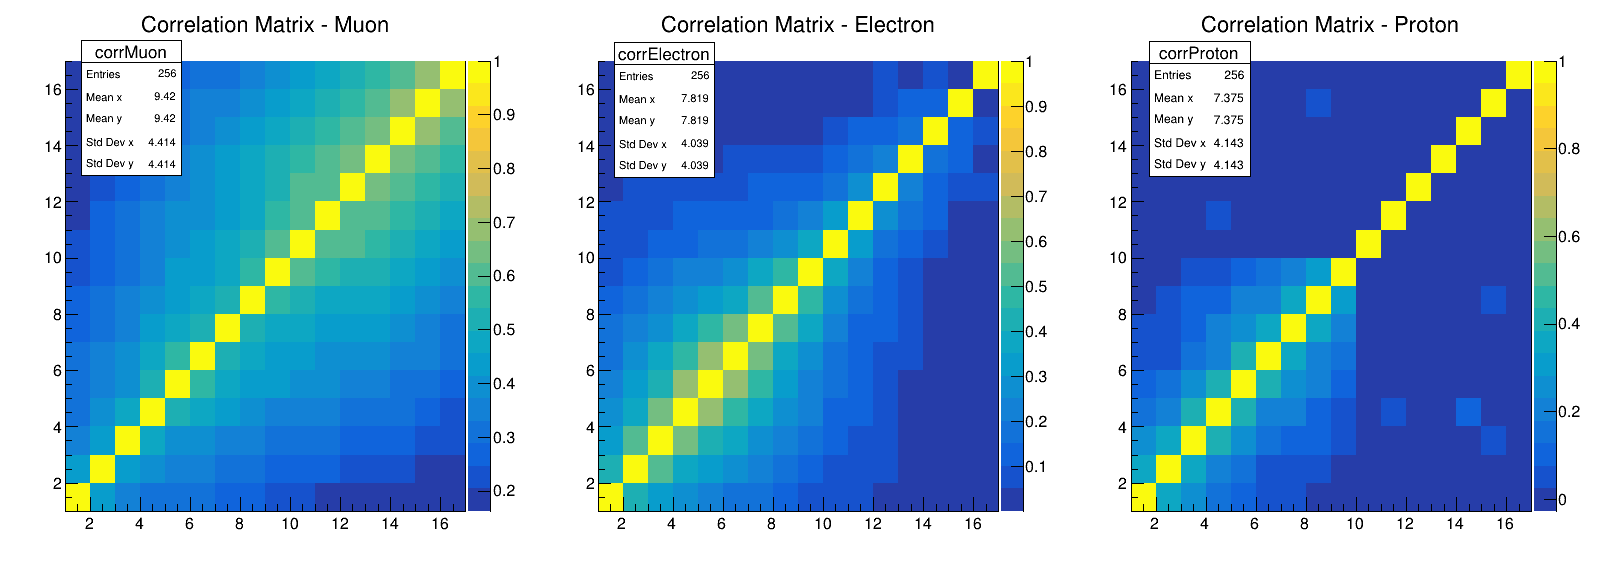 Correlation Matrix - Muon
corrMuon
Entries 256
Mean x 9.42
Mean y 9.42
Std Dev x 4.414
Std Dev y 4.414
16
14
12
10
8
6
4
2
2 4 6 8 10 12 14 16
1
0.9
0.8
0.7
0.6
0.5
0.4
0.3
0.2
Correlation Matrix - Electron
corrElectron
Entries 256
Mean x 7.819
Mean y 7.819
Std Dev x 4.039
Std Dev y 4.039
16
14
12
10
8
6
4
2
2 4 6 8 10 12 14 16
1
0.9
0.8
0.7
0.6
0.5
0.4
0.3
0.2
0.1
Correlation Matrix - Proton
corrProton
Entries 256
Mean x 7.375
Mean y 7.375
Std Dev x 4.143
Std Dev y 4.143
16
14
12
10
8
6
4
2
2 4 6 8 10 12 14 16
1
0.8
0.6
0.4
0.2
0